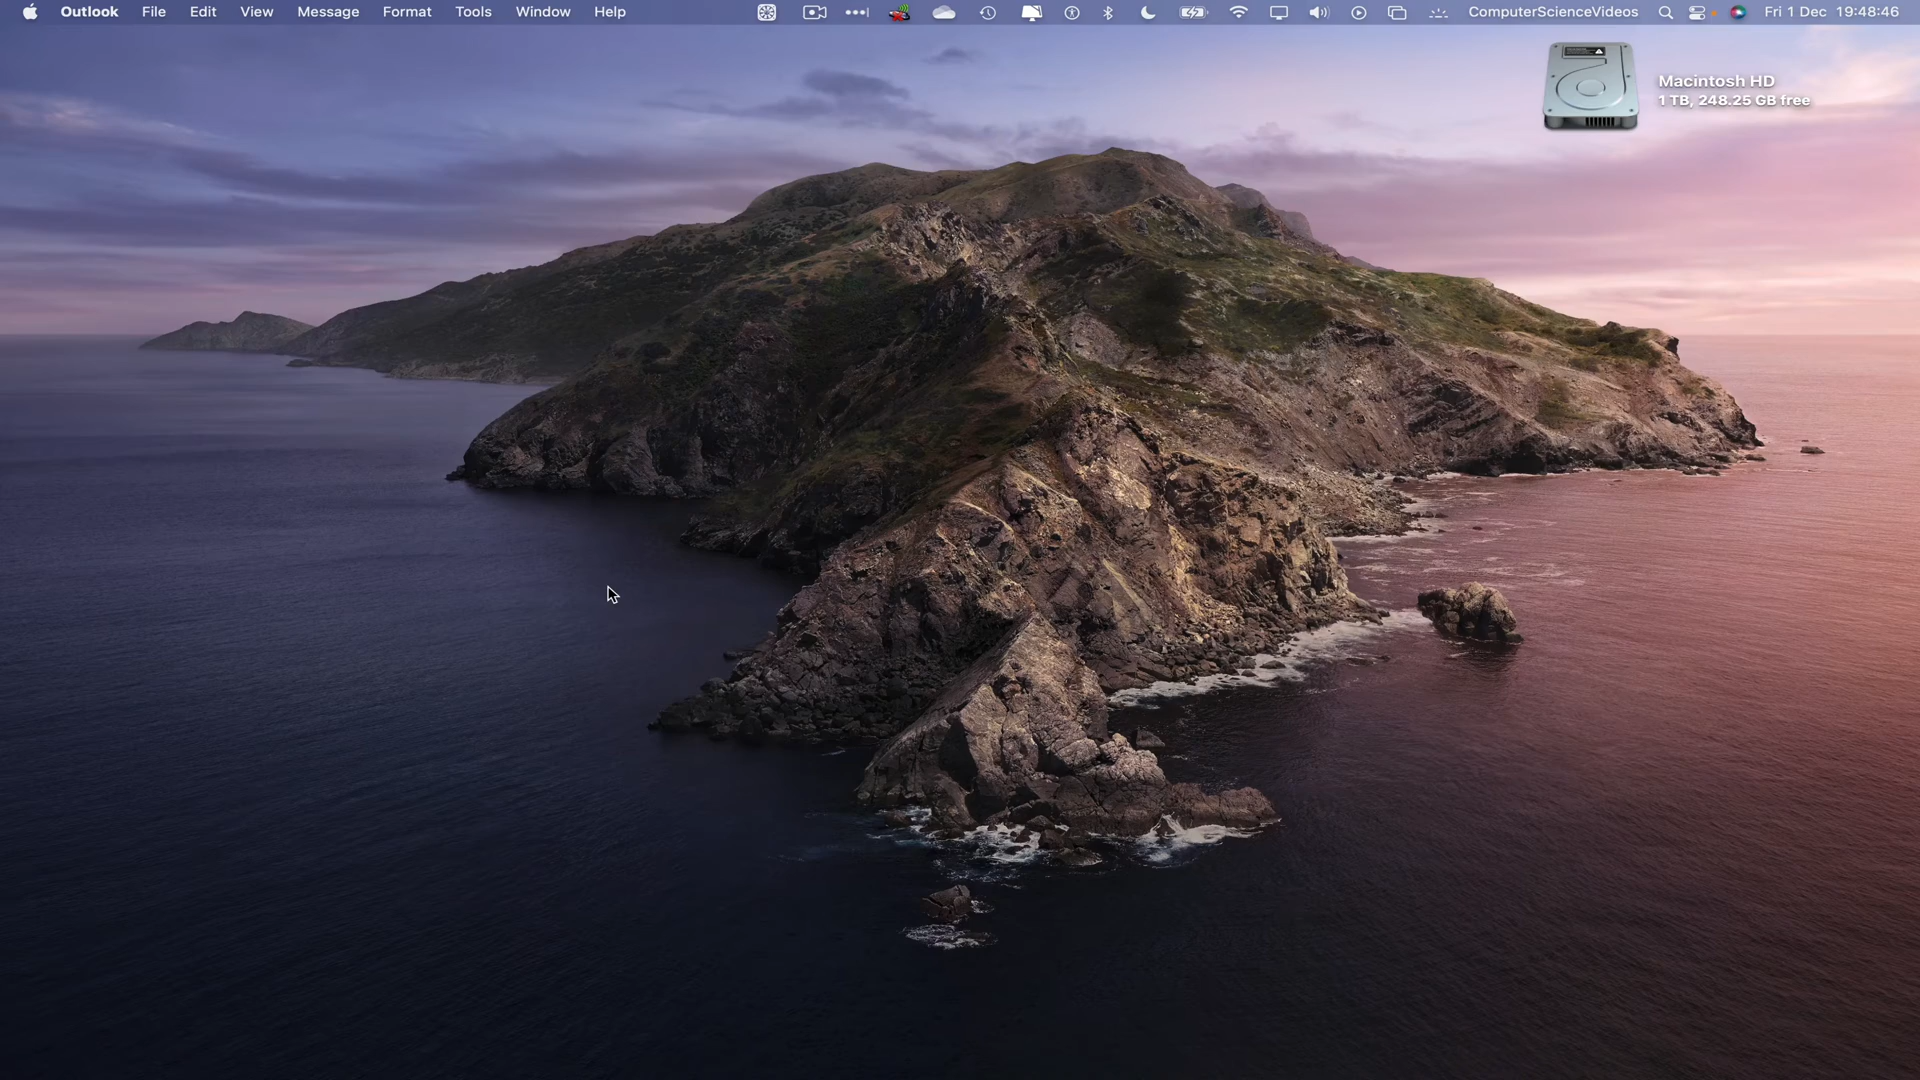 Outlook File Edit View Message Format Tools Window Help ComputerScienceVideos Fri 1 Dec 19:48:46
Macintosh HD
1 TB, 248.25 GB free